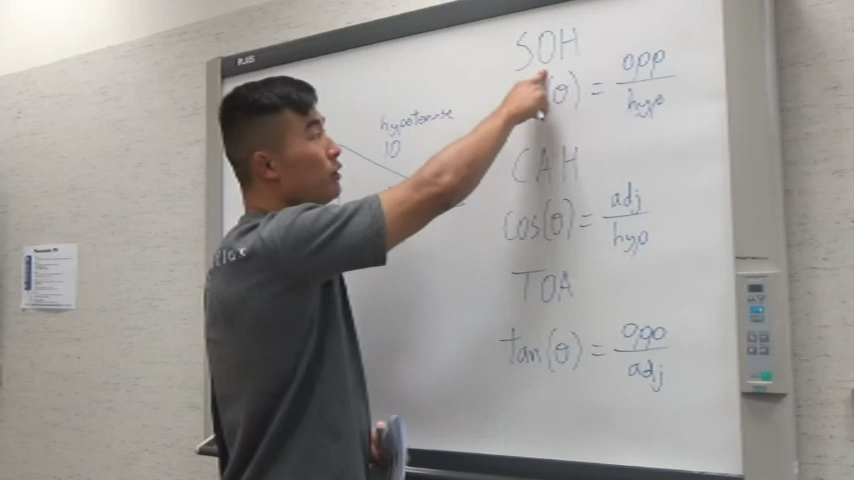 SOH
(θ) = opp/hyp
hypotenuse
10
CAH
cos(θ) = adj/hyp
TOA
tan(θ) = opp/adj